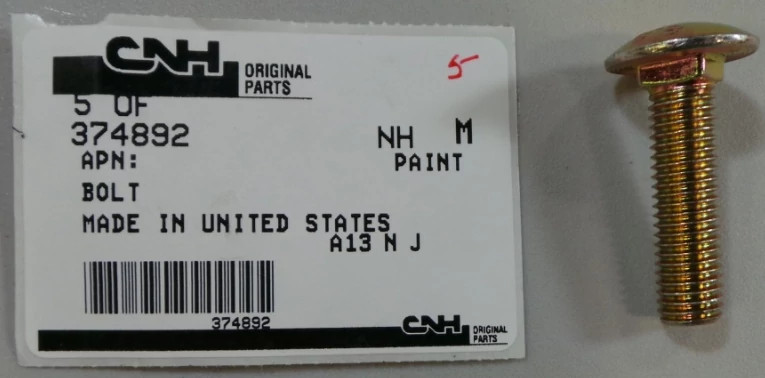 CNH ORIGINAL
PARTS
5
5 OF
374892 NH M
APN: PAINT
BOLT
MADE IN UNITED STATES
A13 N J
374892
CNH ORIGINAL
PARTS